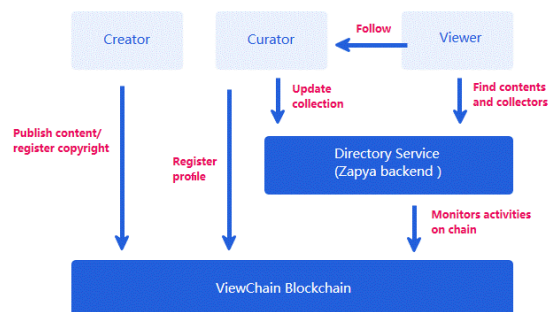 Creator
Curator
Follow
Viewer
Update
collection
Find contents
and collectors
Publish content/
register copyright
Register
profile
Directory Service
(Zapya backend )
Monitors activities
on chain
ViewChain Blockchain